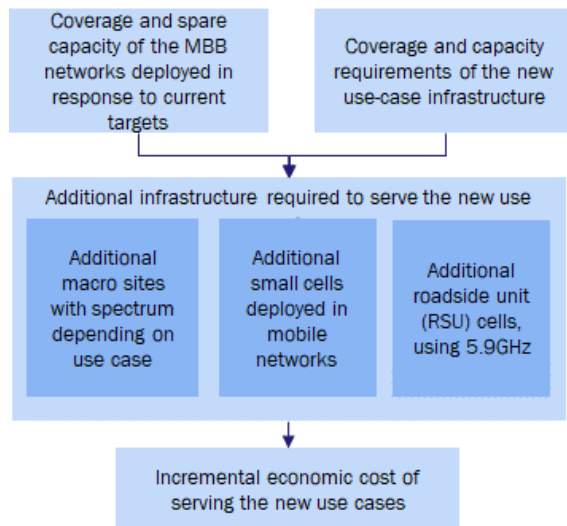 Coverage and spare
capacity of the MBB
networks deployed in
response to current
targets
Coverage and capacity
requirements of the new
use-case infrastructure
Additional infrastructure required to serve the new use
Additional
macro sites
with spectrum
depending on
use case
Additional
small cells
deployed in
mobile
networks
Additional
roadside unit
(RSU) cells,
using 5.9GHz
Incremental economic cost of
serving the new use cases